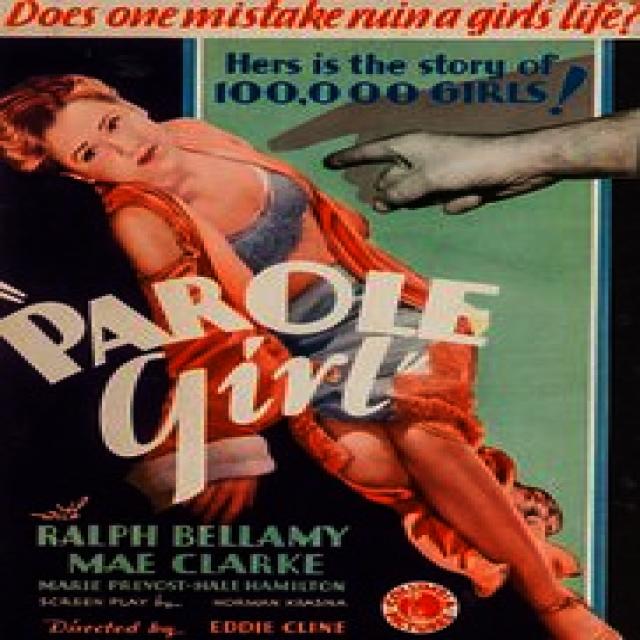 Does one mistake ruin a girl's life?
Hers is the story of
100,000 GIRLS!
"PAROLE
Girl"
RALPH BELLAMY
MAE CLARKE
MARIE PREVOST-HALE HAMILTON
SCREEN PLAY by... NORMAN KRASNA
Directed by... EDDIE CLINE